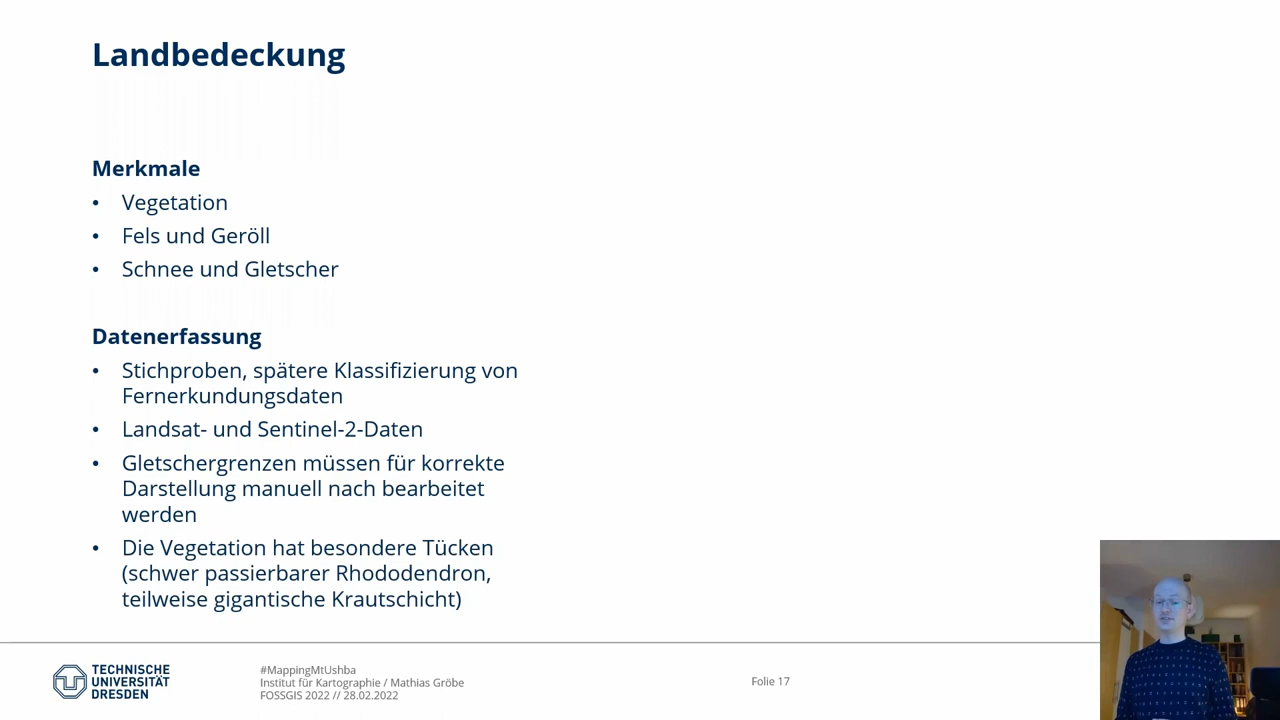 Landbedeckung
Merkmale
• Vegetation
• Fels und Geröll
• Schnee und Gletscher
Datenerfassung
• Stichproben, spätere Klassifizierung von
Fernerkundungsdaten
• Landsat- und Sentinel-2-Daten
• Gletschergrenzen müssen für korrekte
Darstellung manuell nach bearbeitet
werden
• Die Vegetation hat besondere Tücken
(schwer passierbarer Rhododendron,
teilweise gigantische Krautschicht)
TECHNISCHE
UNIVERSITÄT
DRESDEN
#MappingMtUshba
Institut für Kartographie / Mathias Gröbe
FOSSGIS 2022 // 28.02.2022
Folie 17